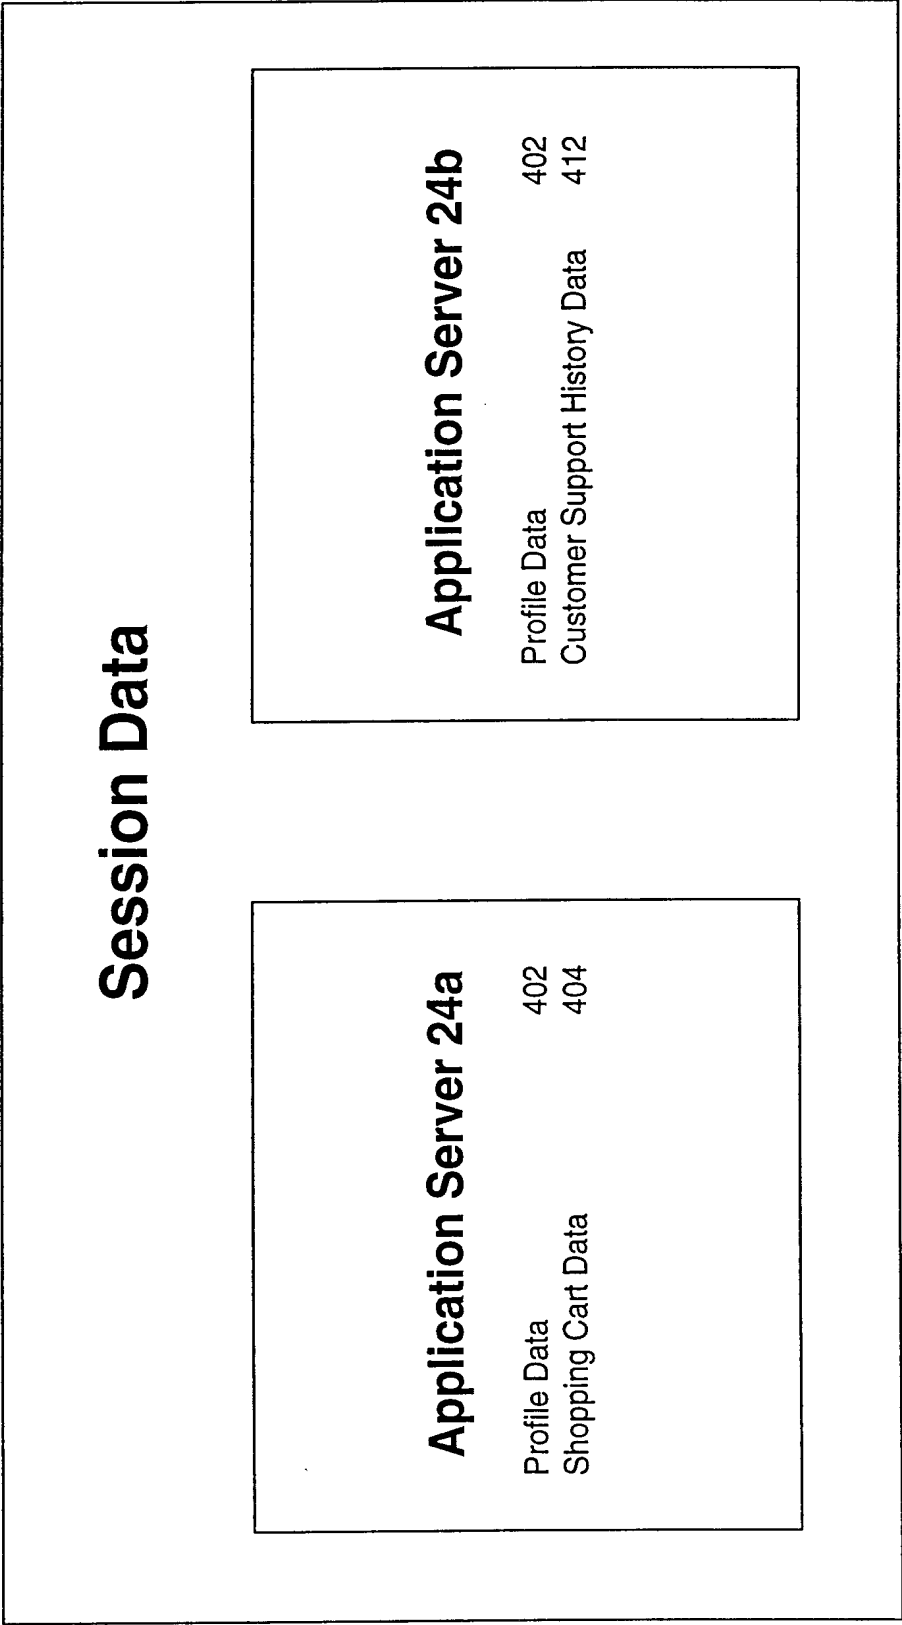 Session Data
Application Server 24a
Profile Data 402
Shopping Cart Data 404
Application Server 24b
Profile Data 402
Customer Support History Data 412